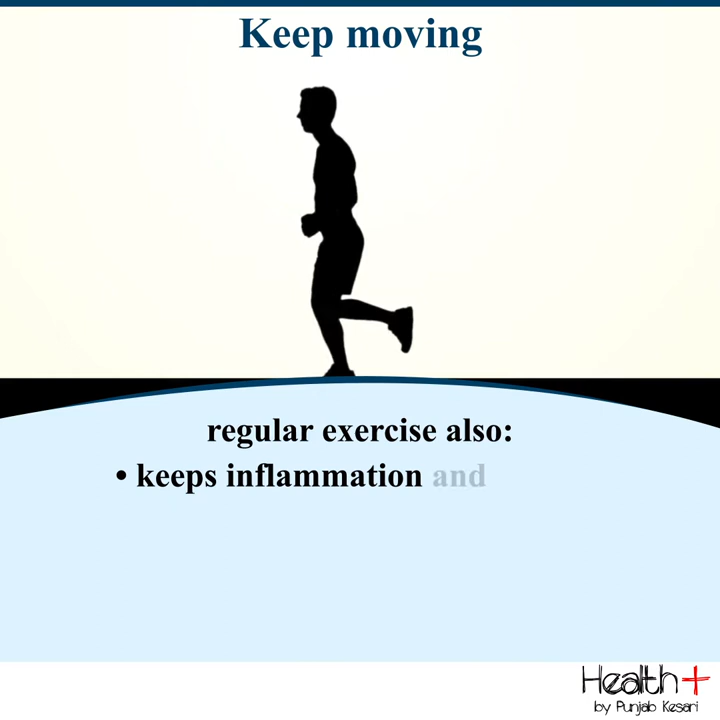 Keep moving
regular exercise also:
• keeps inflammation and
Health+
by Punjab Kesari